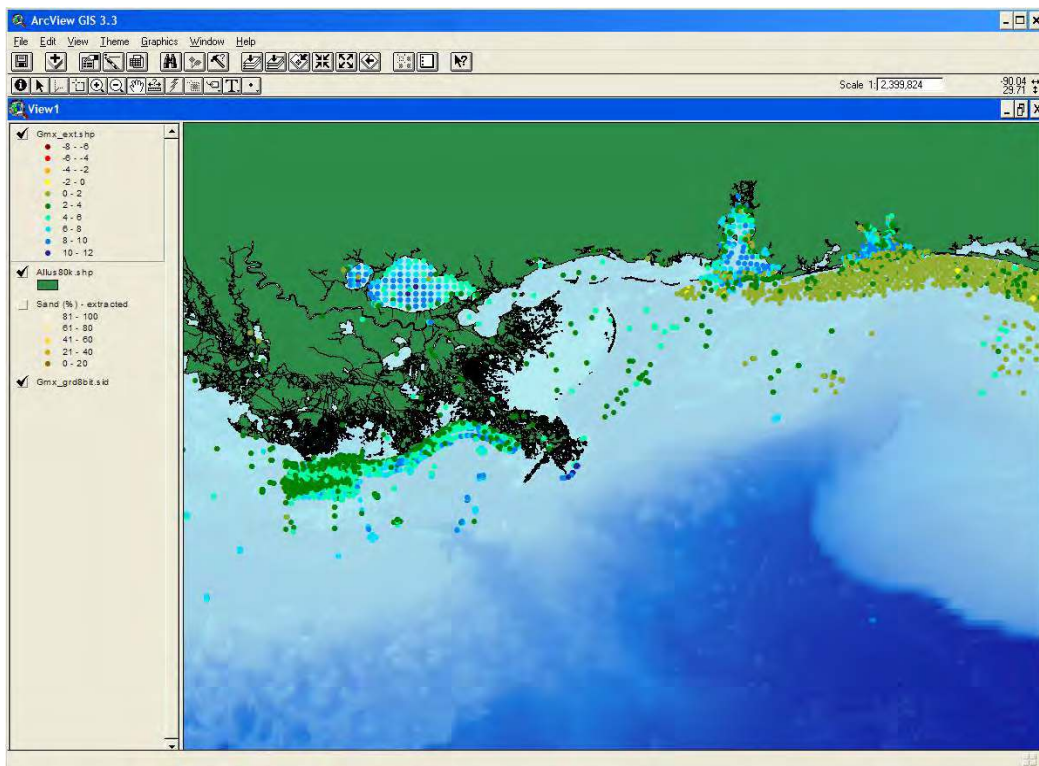 ArcView GIS 3.3
File Edit View Theme Graphics Window Help
Scale 1: 2,399,824
-90.04
29.71
View1
Gmx_ext.shp
-8 - -6
-6 - -4
-4 - -2
-2 - 0
0 - 2
2 - 4
4 - 6
6 - 8
8 - 10
10 - 12
Allus80k.shp
Sand (%) - extracted
81 - 100
61 - 80
41 - 60
21 - 40
0 - 20
Gmx_grd8bit.sid